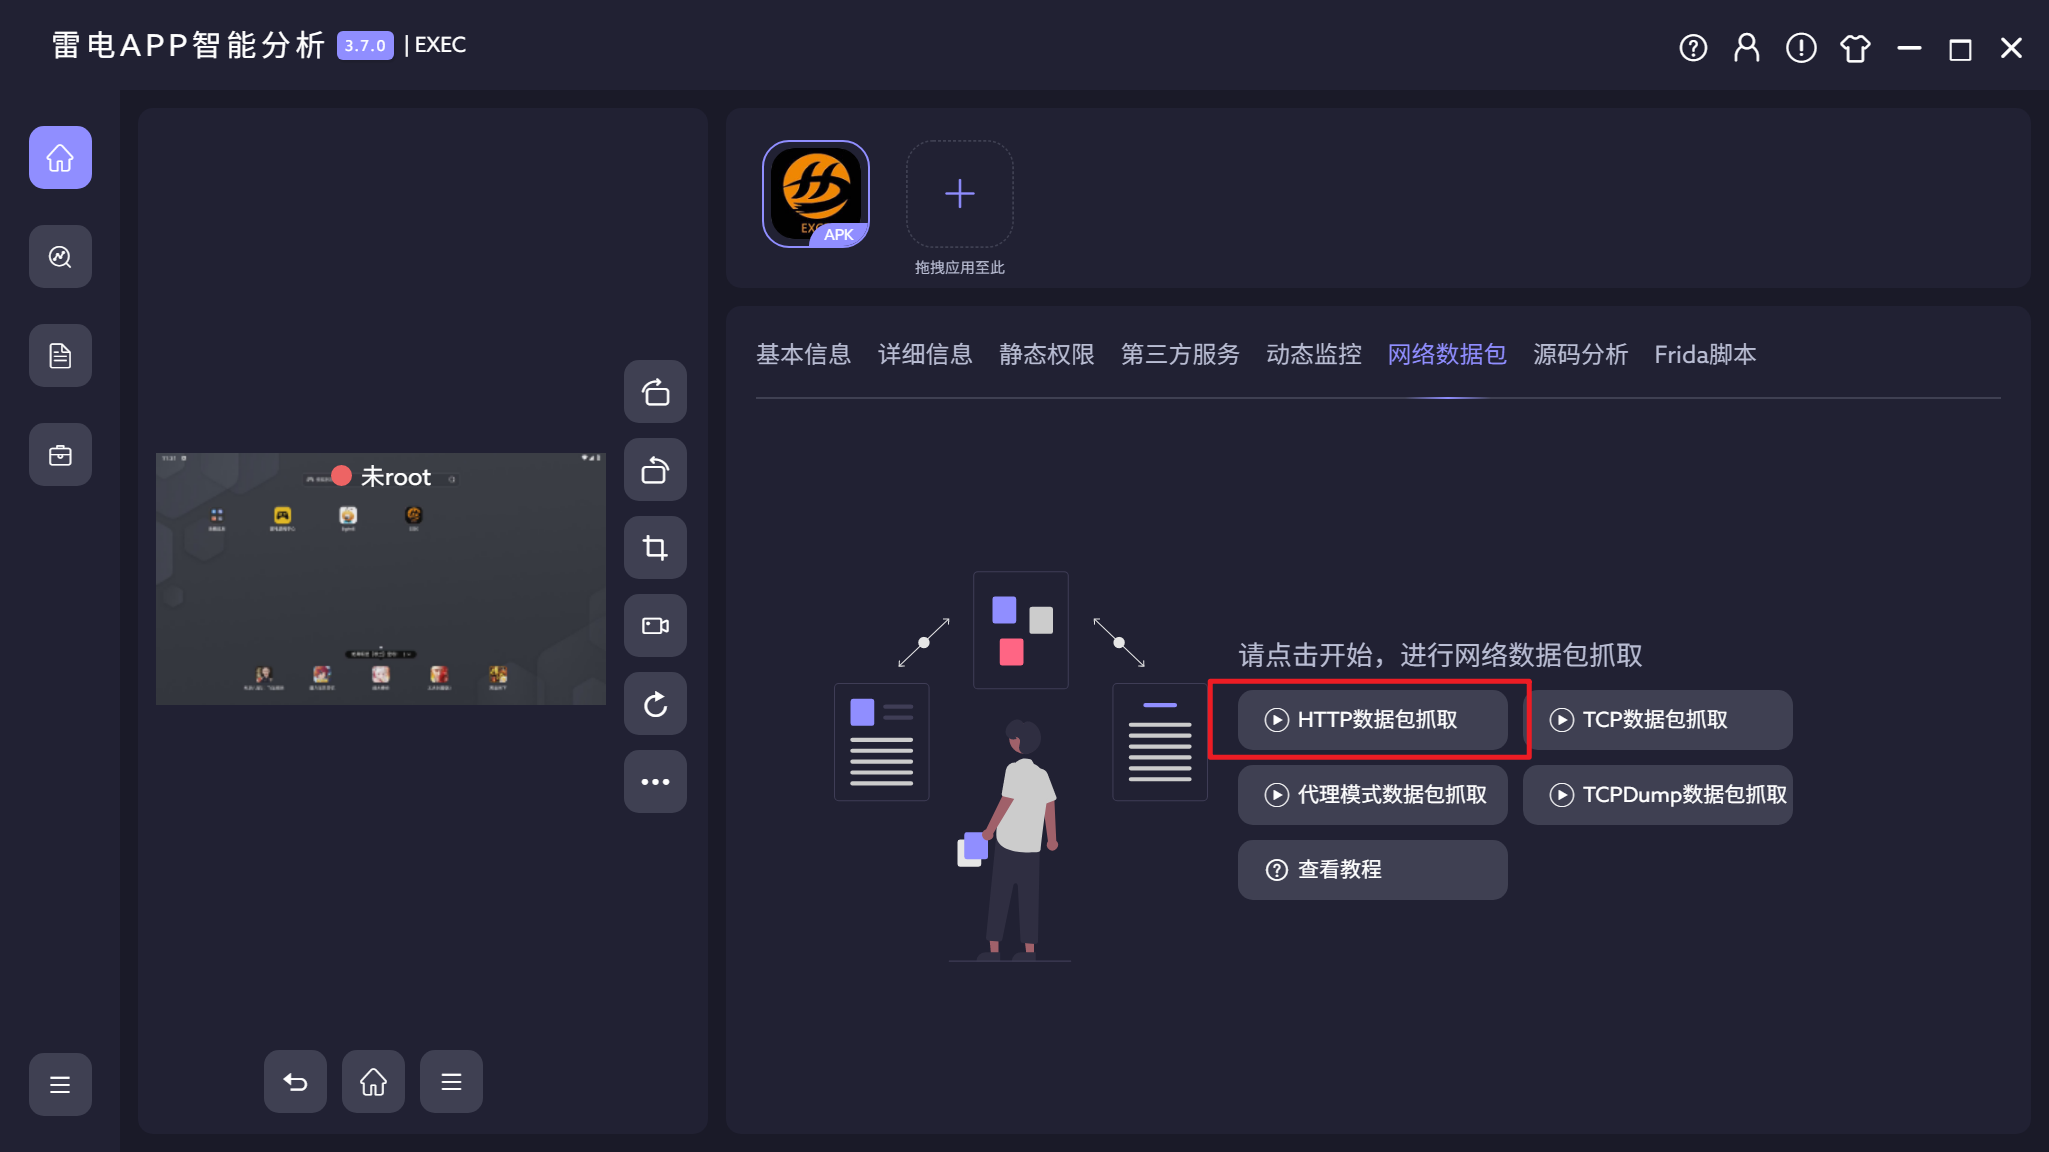 雷电APP智能分析 3.7.0 | EXEC
APK
拖拽应用至此
基本信息 详细信息 静态权限 第三方服务 动态监控 网络数据包 源码分析 Frida脚本
未root
请点击开始，进行网络数据包抓取
HTTP数据包抓取 TCP数据包抓取
代理模式数据包抓取 TCPDump数据包抓取
查看教程